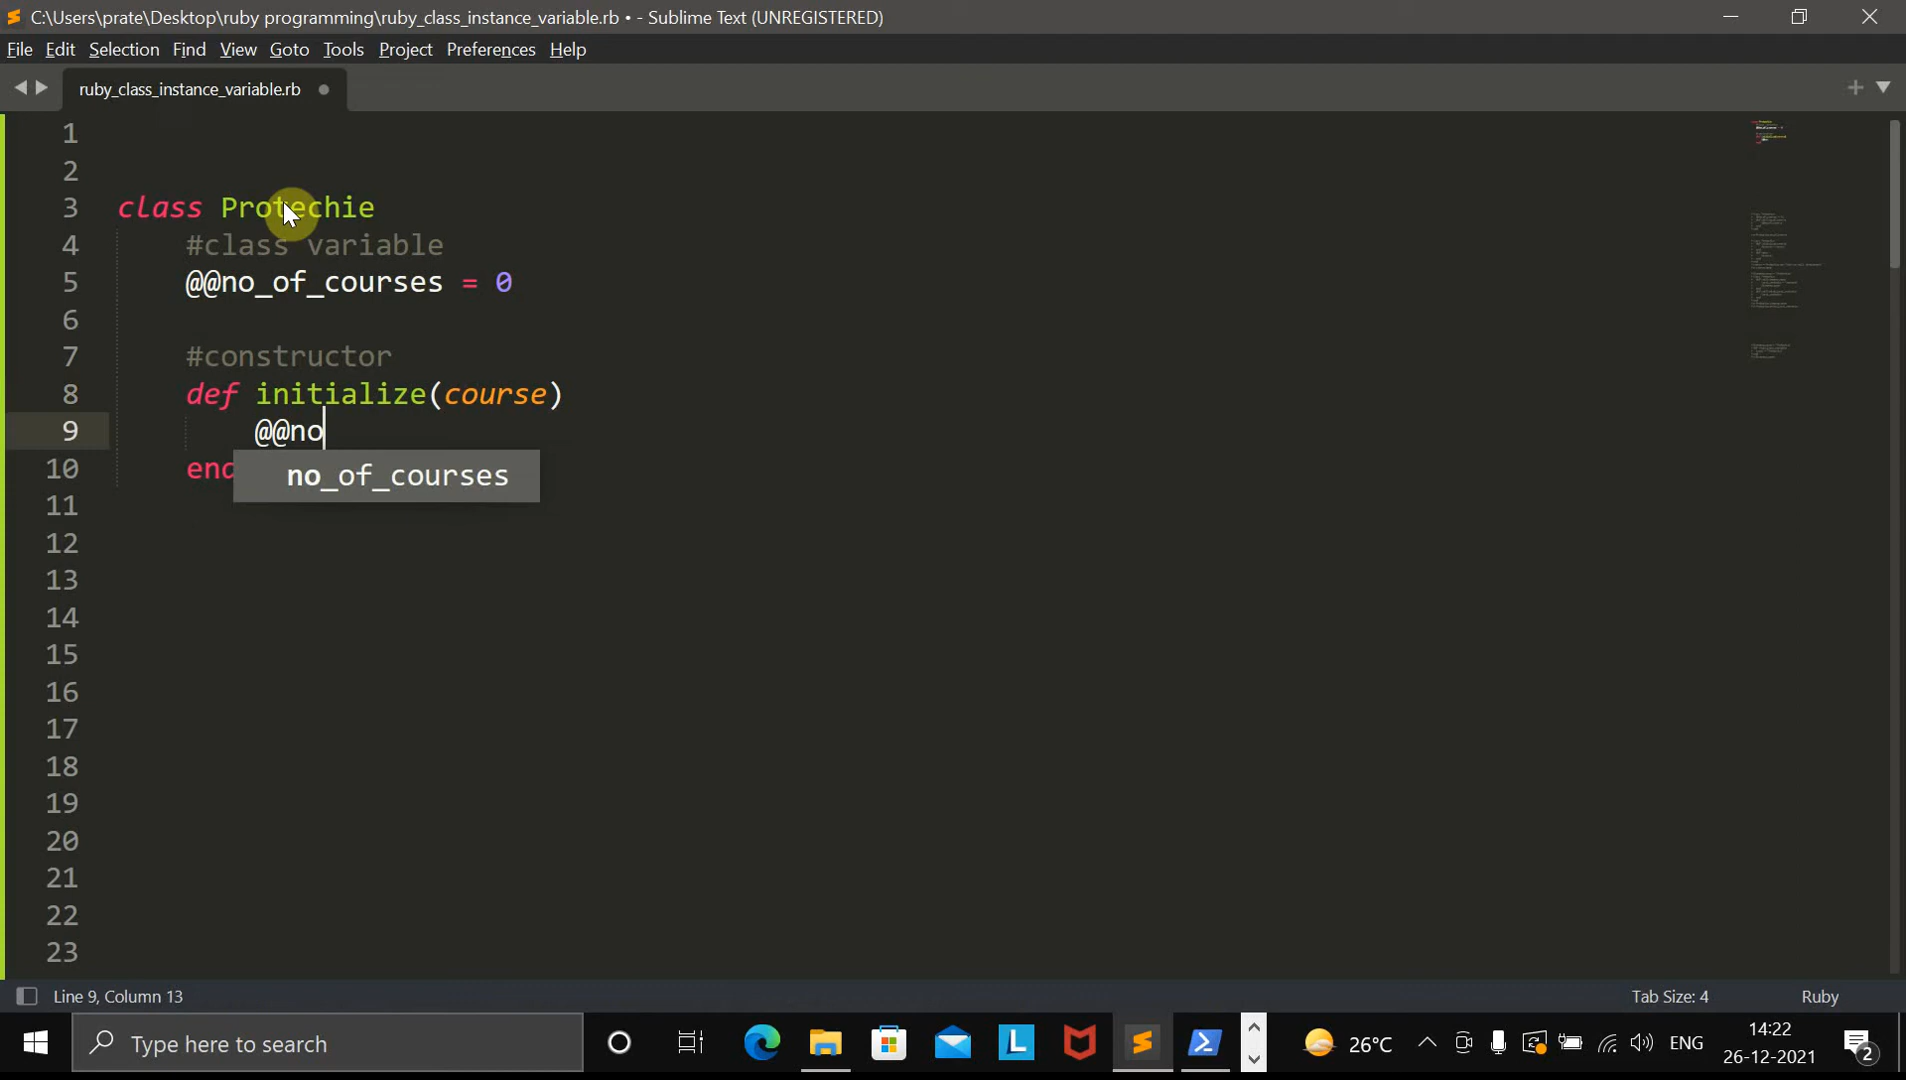 C:\Users\prate\Desktop\ruby programming\ruby_class_instance_variable.rb • - Sublime Text (UNREGISTERED)
File Edit Selection Find View Goto Tools Project Preferences Help
ruby_class_instance_variable.rb
1
2
3 class Protechie
4 #class variable
5 @@no_of_courses = 0
6
7 #constructor
8 def initialize(course)
9 @@no
10 end
no_of_courses
11
12
13
14
15
16
17
18
19
20
21
22
23
Line 9, Column 13 Tab Size: 4 Ruby
Type here to search
26°C ENG 14:22
26-12-2021 2